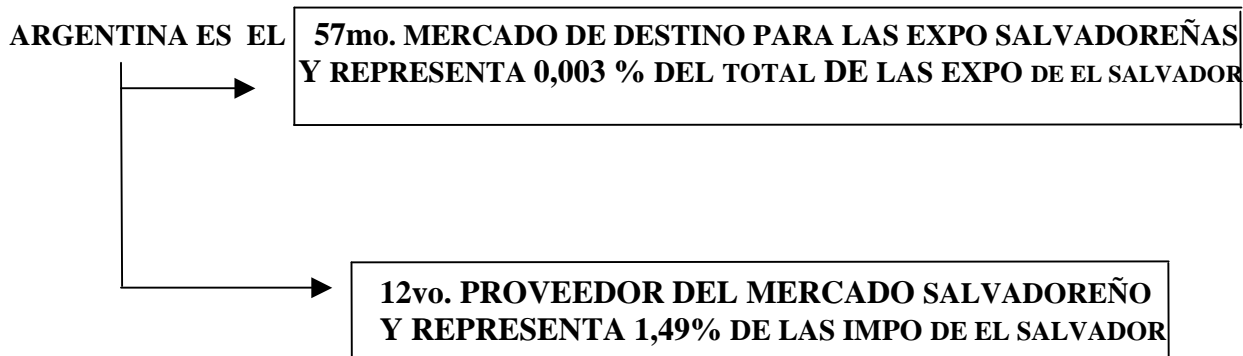 ARGENTINA ES EL 57mo. MERCADO DE DESTINO PARA LAS EXPO SALVADOREÑAS
Y REPRESENTA 0,003 % DEL TOTAL DE LAS EXPO DE EL SALVADOR
12vo. PROVEEDOR DEL MERCADO SALVADOREÑO
Y REPRESENTA 1,49% DE LAS IMPO DE EL SALVADOR